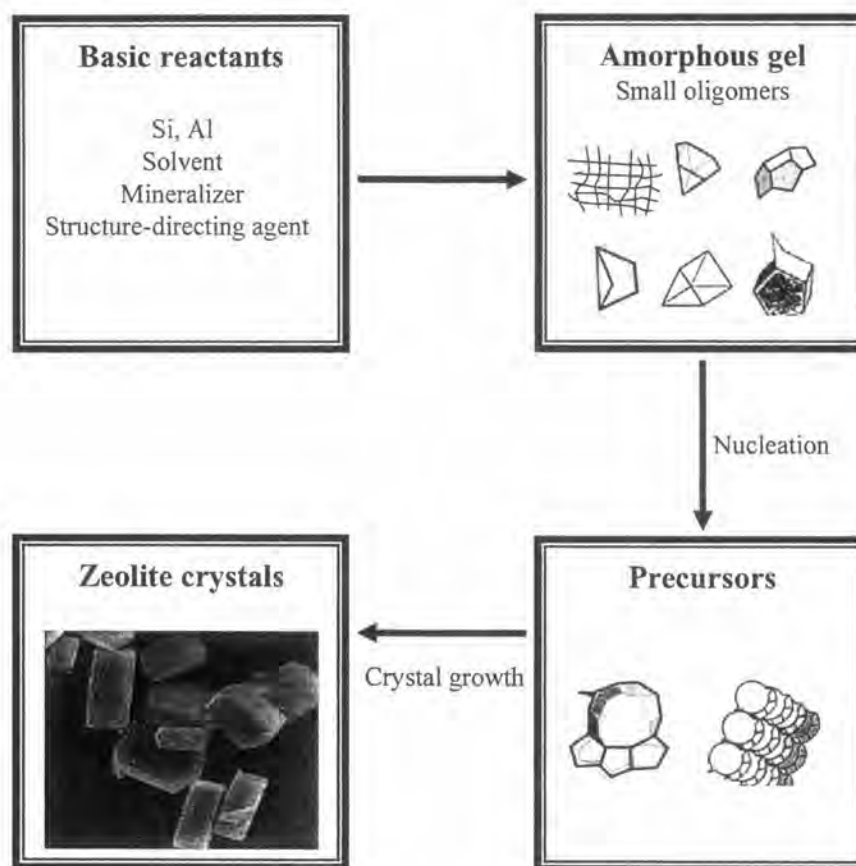 Basic reactants
Si, Al
Solvent
Mineralizer
Structure-directing agent
Amorphous gel
Small oligomers
Nucleation
Precursors
Crystal growth
Zeolite crystals